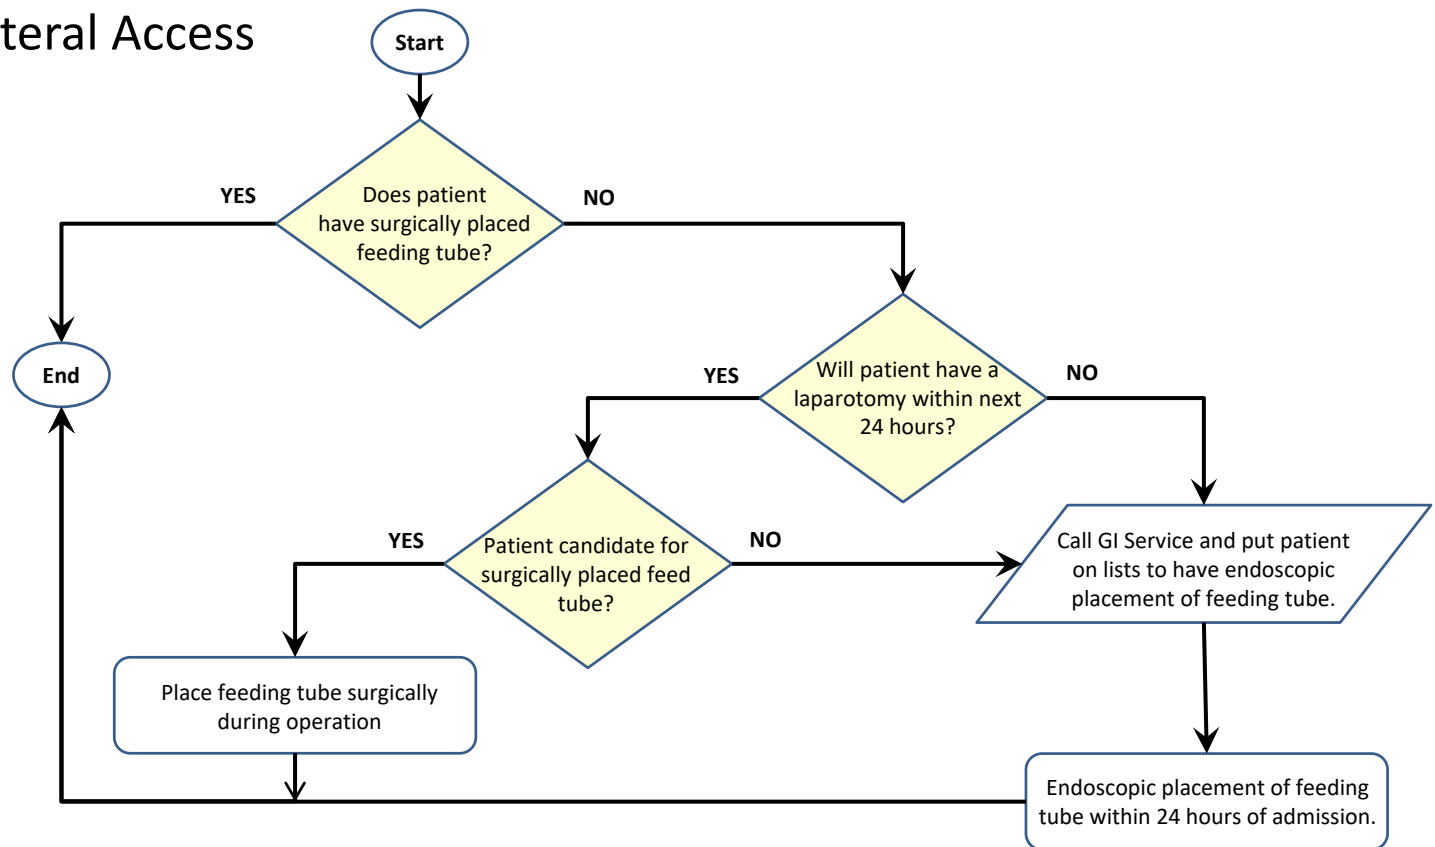 teral Access
Start
YES
Does patient
have surgically placed
feeding tube?
NO
End
YES
Will patient have a
laparotomy within next
24 hours?
NO
YES
Patient candidate for
surgically placed feed
tube?
NO
Call GI Service and put patient
on lists to have endoscopic
placement of feeding tube.
Place feeding tube surgically
during operation
Endoscopic placement of feeding
tube within 24 hours of admission.